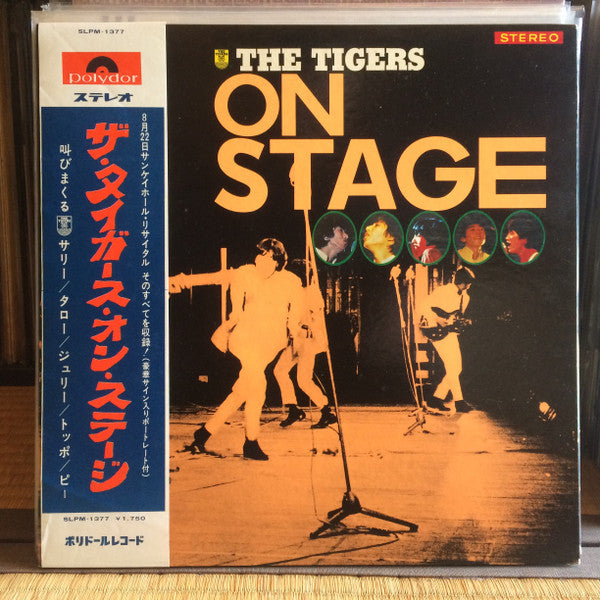 SLPM-1377
polydor
ステレオ
8月22日サンケイホール・リサイタル そのすべてを収録!(豪華サイン入りポートレート付)
ザ・タイガース・オン・ステージ
叫びまくる サリー/タロー/ジュリー/トッポ/ピー
SLPM-1377 ¥1,750
ポリドールレコード
STEREO
THE TIGERS
ON
STAGE